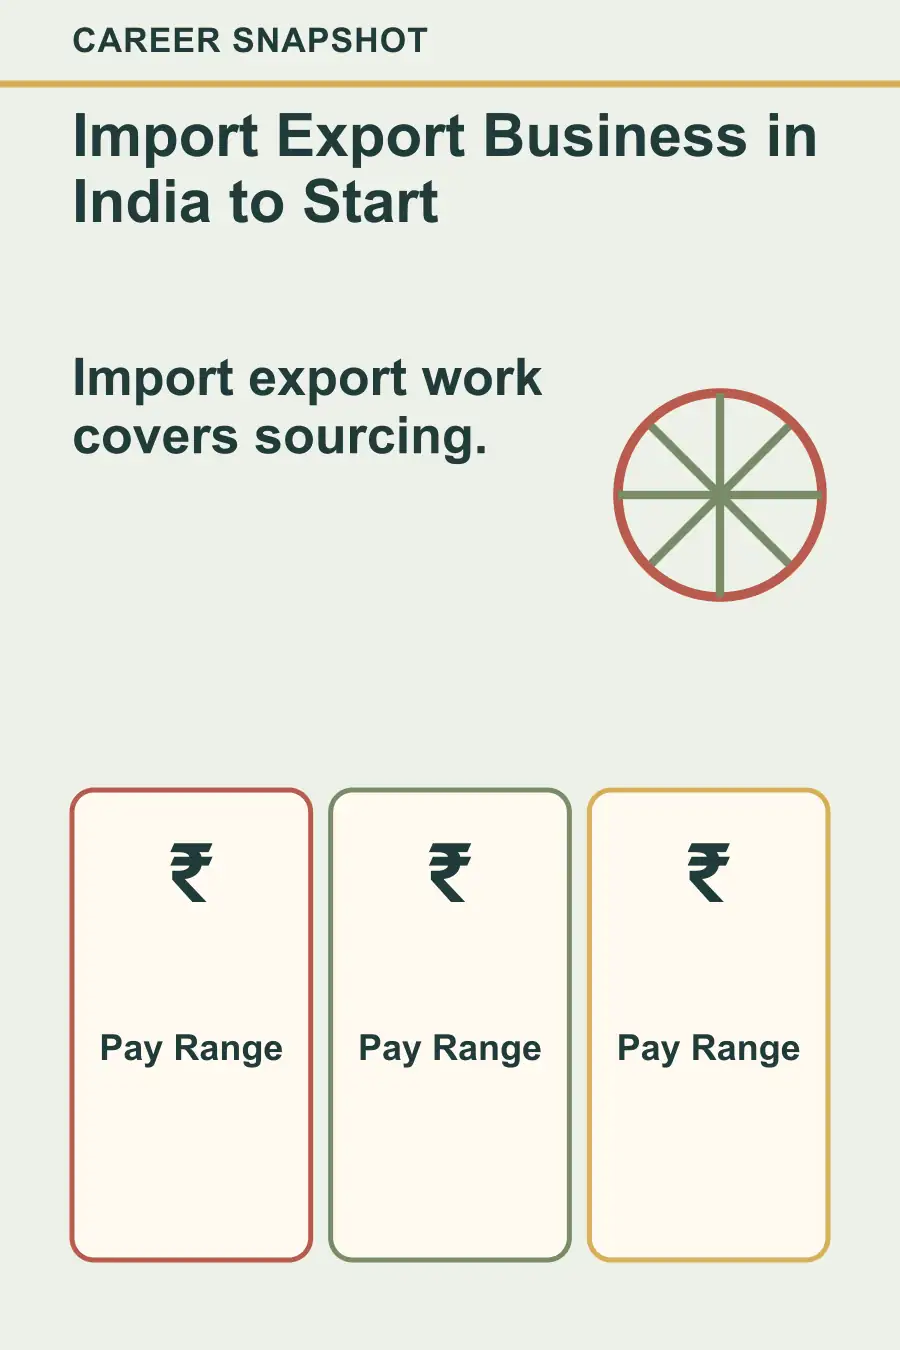 CAREER SNAPSHOT
Import Export Business in
India to Start
Import export work
covers sourcing.
₹ ₹ ₹
Pay Range Pay Range Pay Range